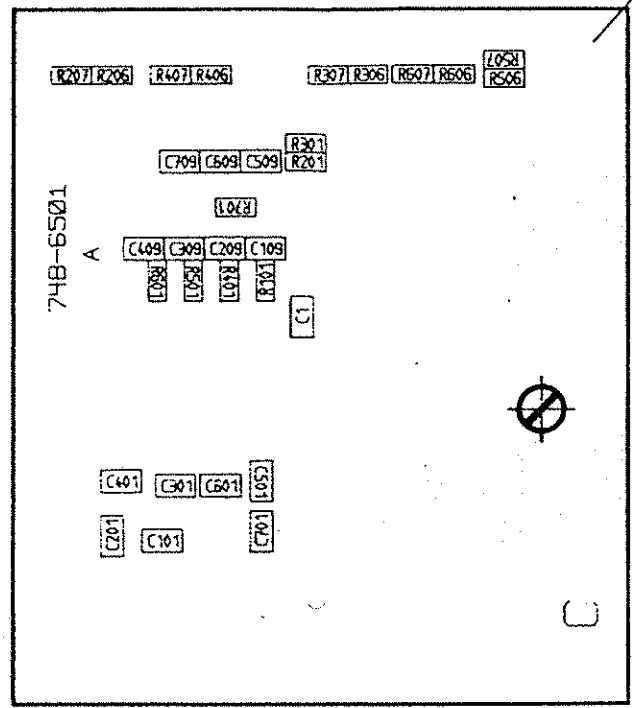 R507
R207 R206 R407 R406 R307 R306 R607 R606 R506
R301
C709 C609 C509 R201
R701
748-6501
A
C409 C309 C209 C109
R601 R501 R401 R101
C1
C401 C301 C601 C501
C201 C101 C701